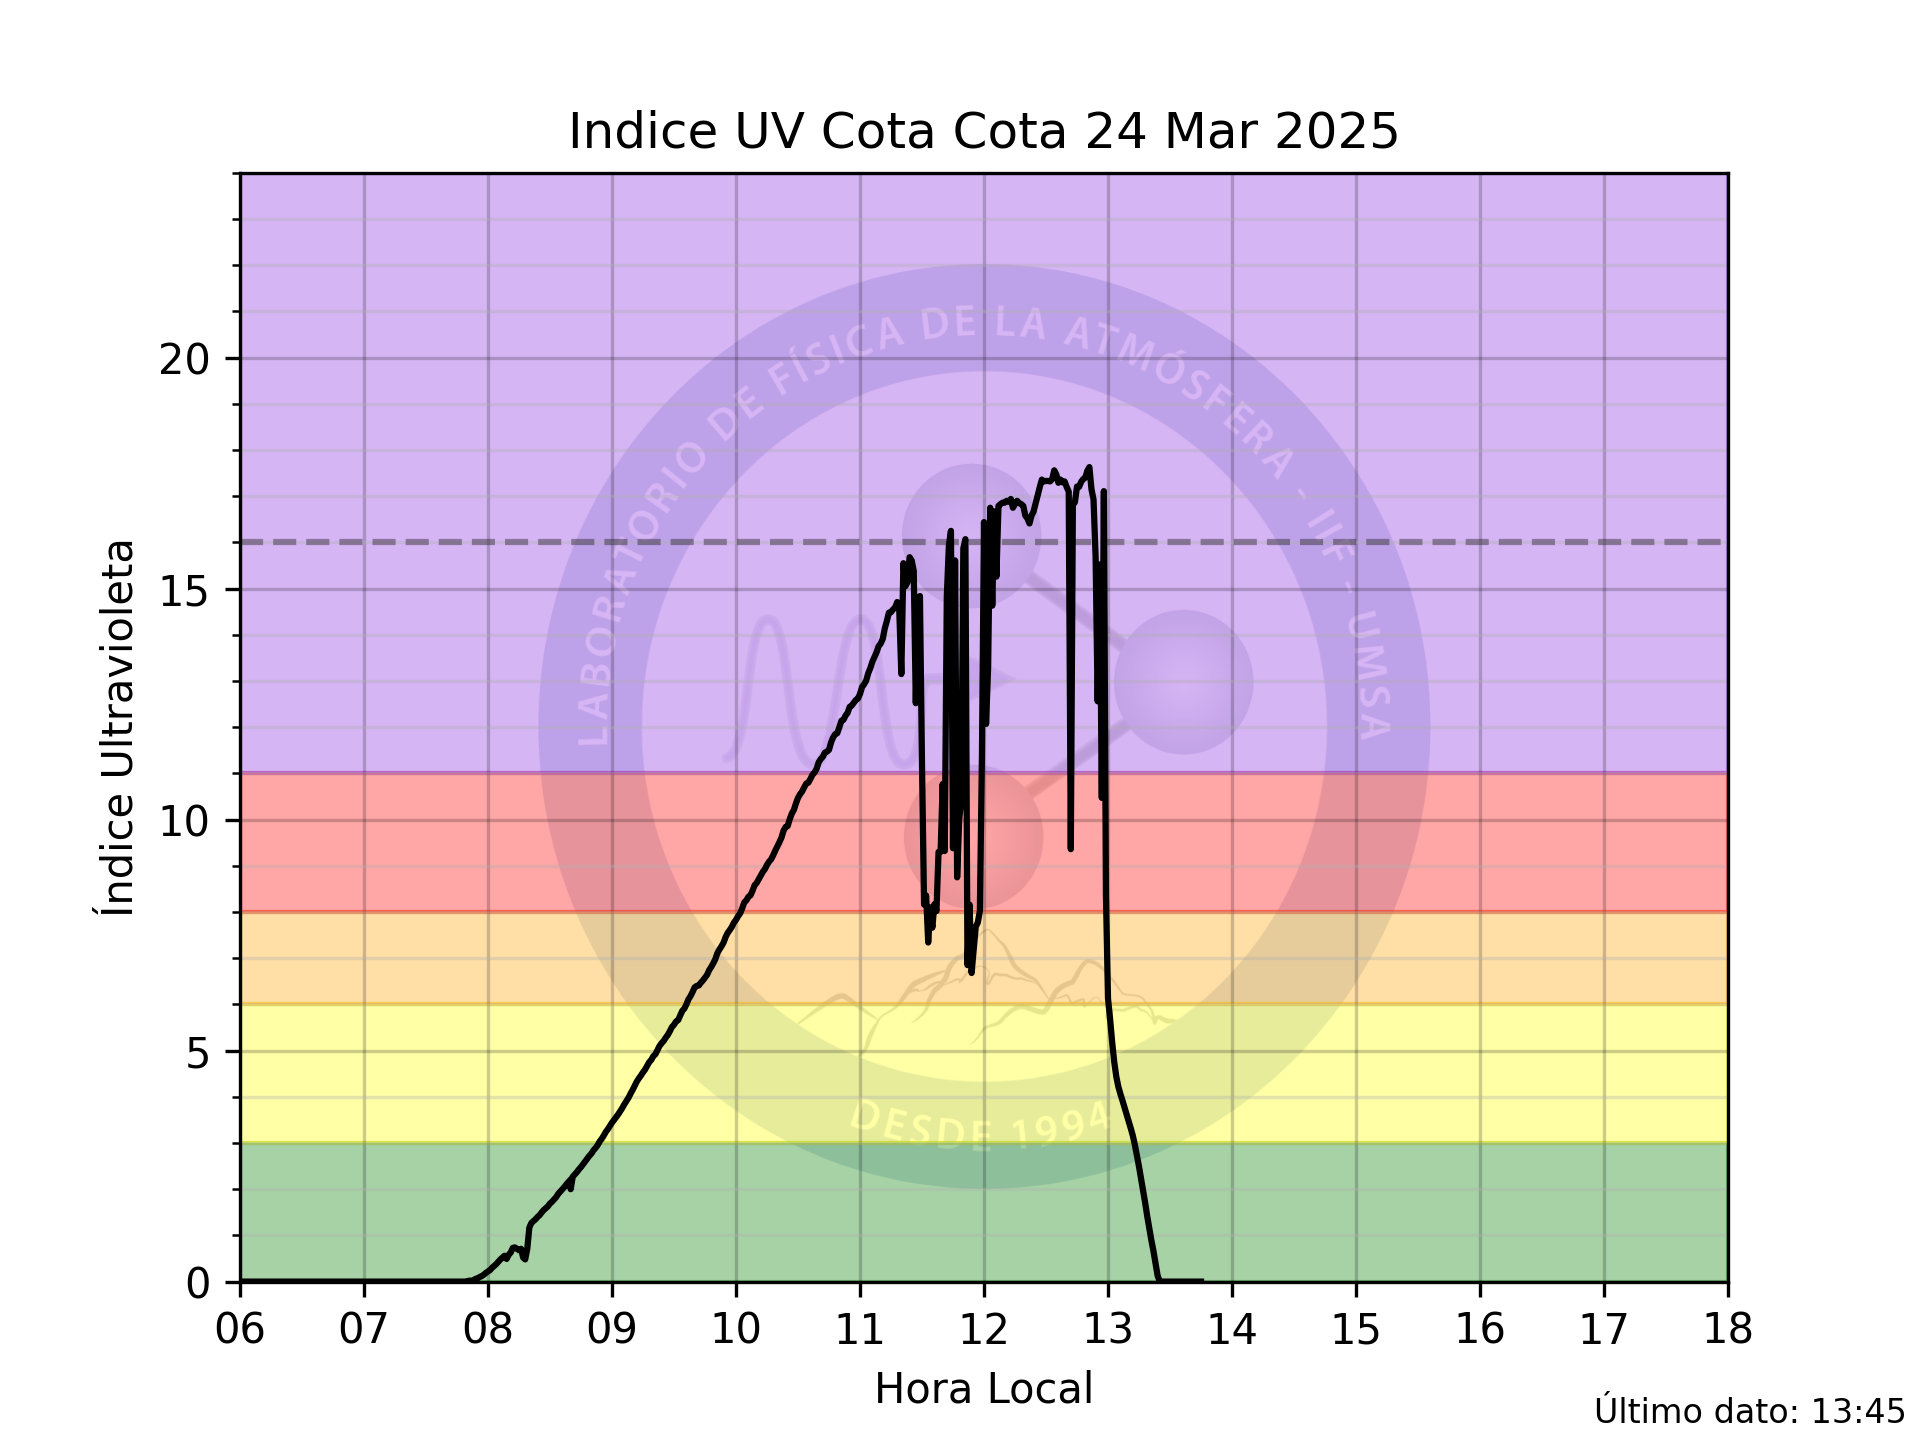 Indice UV Cota Cota 24 Mar 2025
LABORATORIO DE FÍSICA DE LA ATMÓSFERA - IIF - UMSA
DESDE 1994
Índice Ultravioleta
20
15
10
5
0
06 07 08 09 10 11 12 13 14 15 16 17 18
Hora Local
Último dato: 13:45